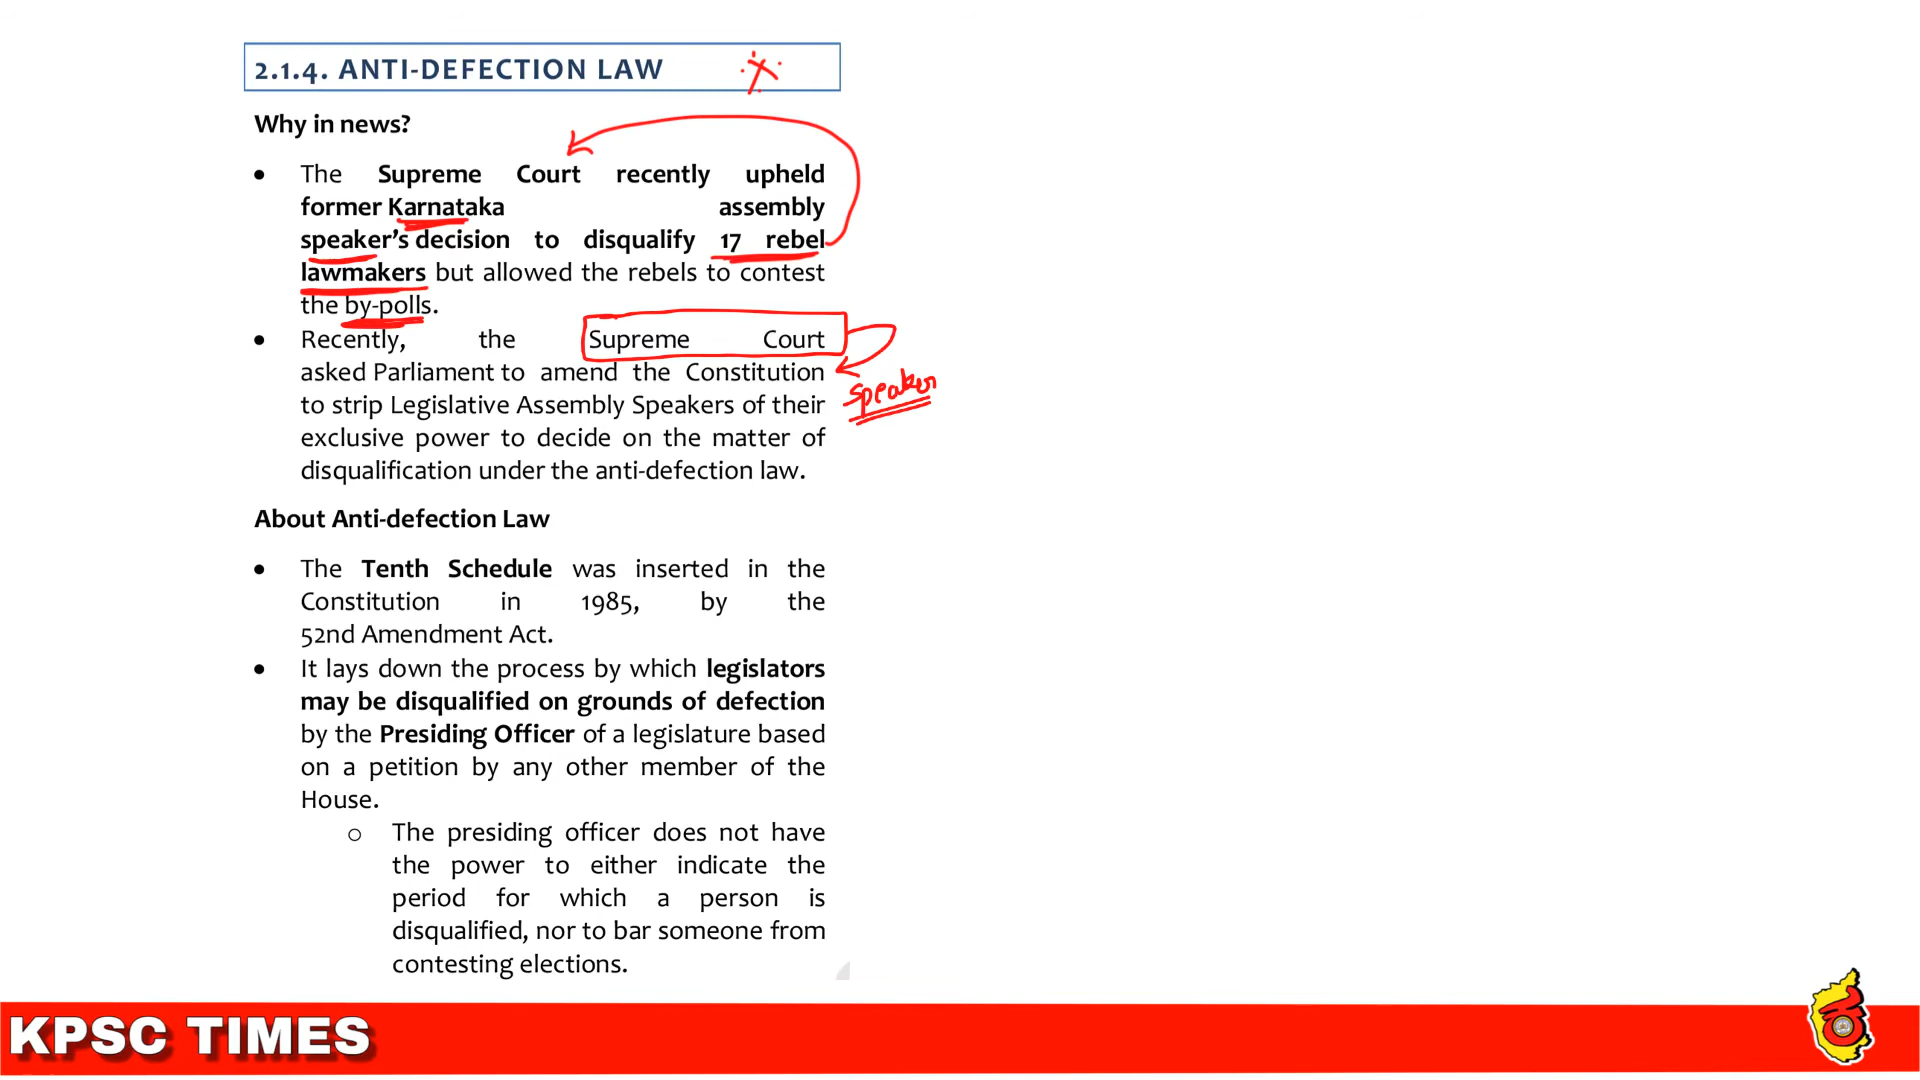 2.1.4. ANTI-DEFECTION LAW
Why in news?
• The Supreme Court recently upheld
former Karnataka assembly
speaker's decision to disqualify 17 rebel
lawmakers but allowed the rebels to contest
the by-polls.
• Recently, the Supreme Court
asked Parliament to amend the Constitution
to strip Legislative Assembly Speakers of their
exclusive power to decide on the matter of
disqualification under the anti-defection law.
speaker
About Anti-defection Law
• The Tenth Schedule was inserted in the
Constitution in 1985, by the
52nd Amendment Act.
• It lays down the process by which legislators
may be disqualified on grounds of defection
by the Presiding Officer of a legislature based
on a petition by any other member of the
House.
o The presiding officer does not have
the power to either indicate the
period for which a person is
disqualified, nor to bar someone from
contesting elections.
KPSC TIMES